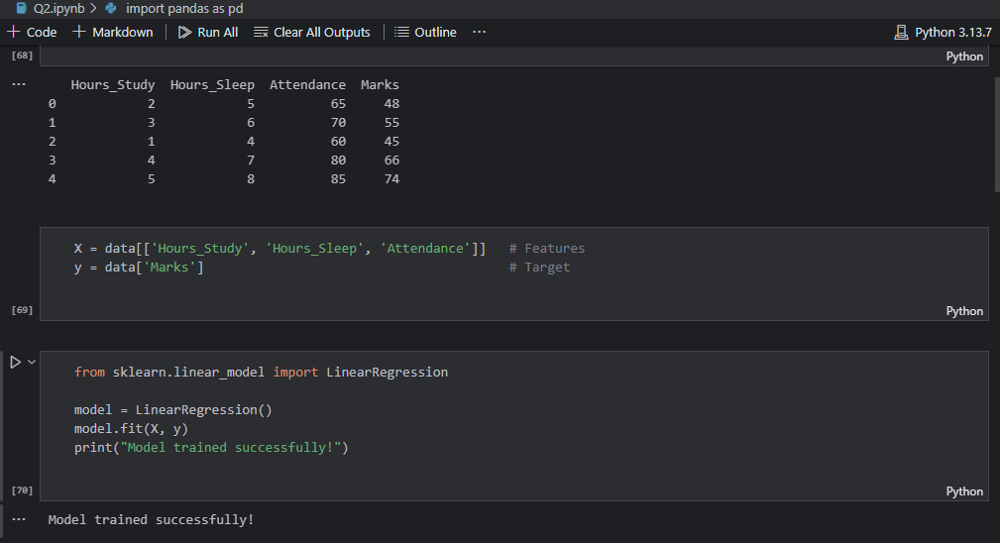 Q2.ipynb > import pandas as pd
+ Code + Markdown | Run All Clear All Outputs | Outline ... Python 3.13.7
[68] Python
... Hours_Study Hours_Sleep Attendance Marks
0 2 5 65 48
1 3 6 70 55
2 1 4 60 45
3 4 7 80 66
4 5 8 85 74
X = data[['Hours_Study', 'Hours_Sleep', 'Attendance']] # Features
y = data['Marks'] # Target
[69] Python
from sklearn.linear_model import LinearRegression
model = LinearRegression()
model.fit(X, y)
print("Model trained successfully!")
[70] Python
... Model trained successfully!